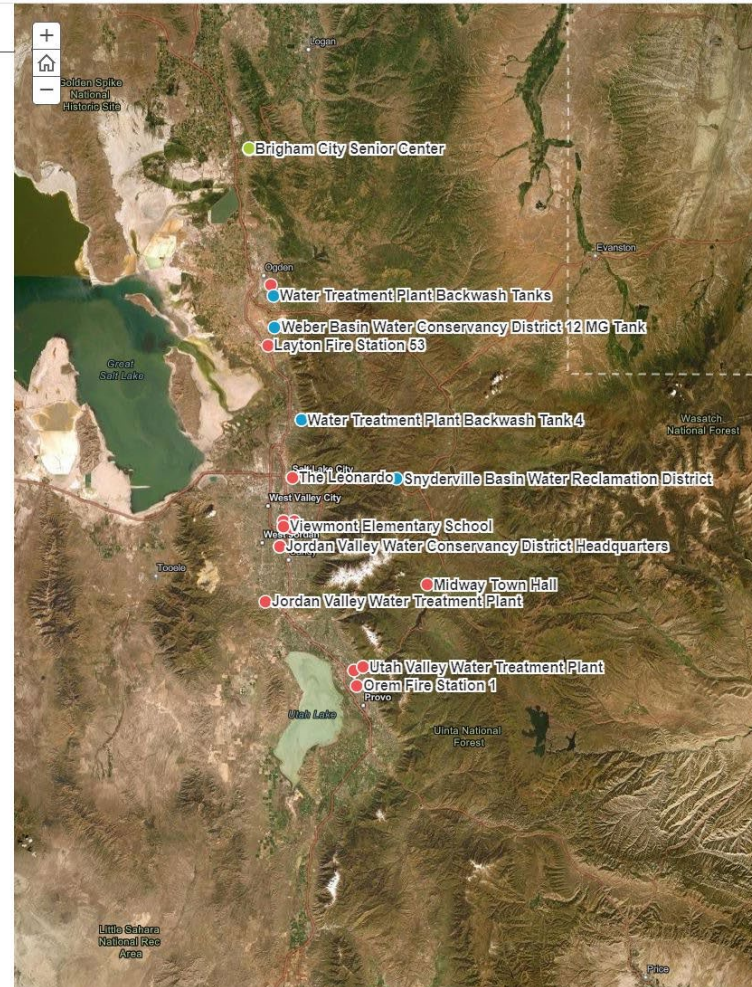 +
−
Logan
Golden Spike
National
Historic Site
Brigham City Senior Center
Evanston
Ogden
Water Treatment Plant Backwash Tanks
Weber Basin Water Conservancy District 12 MG Tank
Layton Fire Station 53
Great
Salt Lake
Water Treatment Plant Backwash Tank 4
Wasatch
National Forest
Salt Lake City
The Leonardo
Snyderville Basin Water Reclamation District
West Valley City
Viewmont Elementary School
West Jordan
Jordan Valley Water Conservancy District Headquarters
Tooele
Midway Town Hall
Jordan Valley Water Treatment Plant
Utah Valley Water Treatment Plant
Orem Fire Station 1
Provo
Utah Lake
Uinta National
Forest
Little Sahara
National Rec
Area
Price